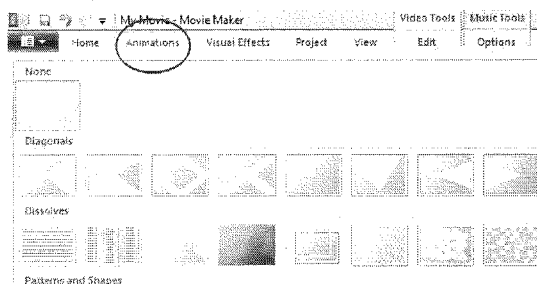 My Movie - Movie Maker
Video Tools
Music Tools
Home
Animations
Visual Effects
Project
View
Edit
Options
None
Diagonals
Dissolves
Patterns and Shapes